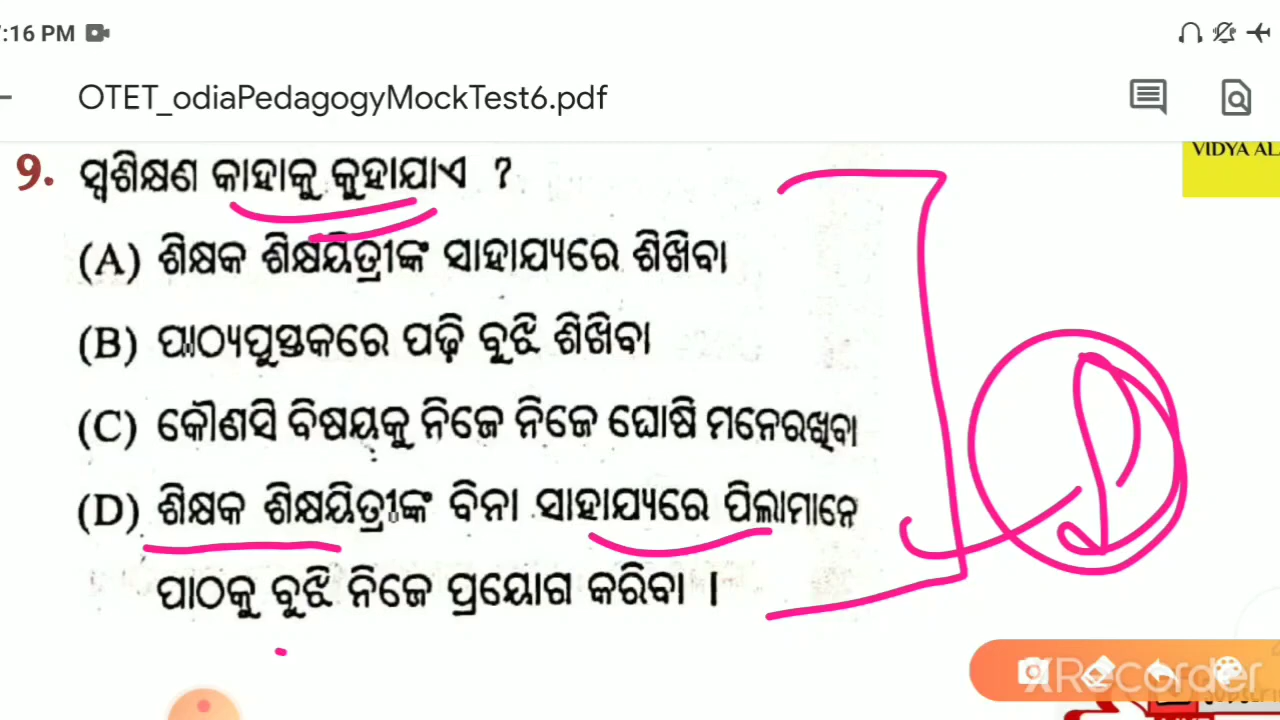 :16 PM
OTET_odiaPedagogyMockTest6.pdf
VIDYA AL
9. ସ୍ୱଶିକ୍ଷଣ କାହାକୁ କୁହାଯାଏ ?
(A) ଶିକ୍ଷକ ଶିକ୍ଷୟିତ୍ରୀଙ୍କ ସାହାଯ୍ୟରେ ଶିଖିବା
(B) ପାଠ୍ୟପୁସ୍ତକରେ ପଢ଼ି ବୁଝି ଶିଖିବା
(C) କୌଣସି ବିଷୟକୁ ନିଜେ ନିଜେ ଘୋଷି ମନେରଖିବା
(D) ଶିକ୍ଷକ ଶିକ୍ଷୟିତ୍ରୀଙ୍କ ବିନା ସାହାଯ୍ୟରେ ପିଲାମାନେ
ପାଠକୁ ବୁଝି ନିଜେ ପ୍ରୟୋଗ କରିବା ।
D
XRecorder